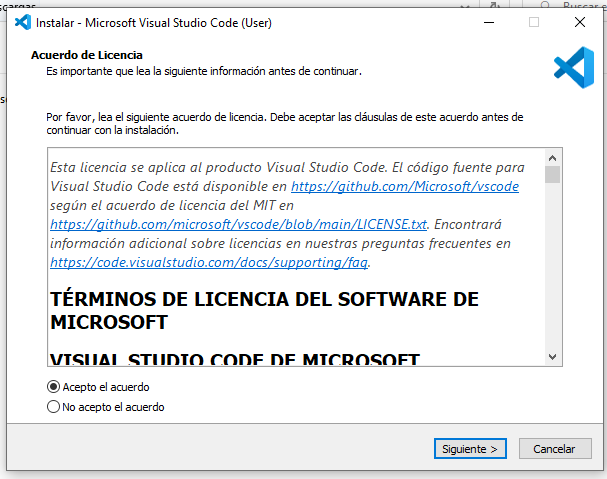 scargas
Buscar e
Instalar - Microsoft Visual Studio Code (User)
Acuerdo de Licencia
Es importante que lea la siguiente información antes de continuar.
Por favor, lea el siguiente acuerdo de licencia. Debe aceptar las cláusulas de este acuerdo antes de
continuar con la instalación.
Esta licencia se aplica al producto Visual Studio Code. El código fuente para
Visual Studio Code está disponible en https://github.com/Microsoft/vscode
según el acuerdo de licencia del MIT en
https://github.com/microsoft/vscode/blob/main/LICENSE.txt. Encontrará
información adicional sobre licencias en nuestras preguntas frecuentes en
https://code.visualstudio.com/docs/supporting/faq.
TÉRMINOS DE LICENCIA DEL SOFTWARE DE
MICROSOFT
VISUAL STUDIO CODE DE MICROSOFT
Acepto el acuerdo
No acepto el acuerdo
Siguiente >
Cancelar